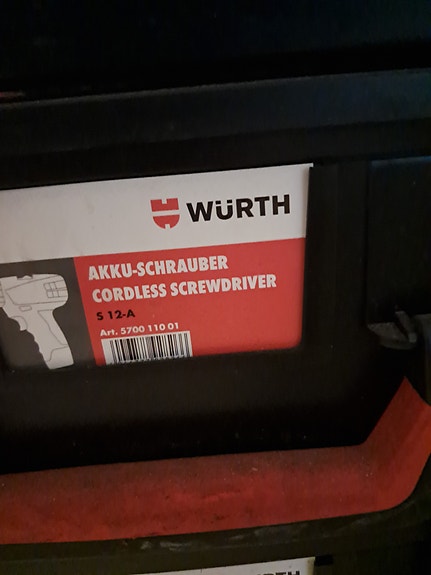 WÜRTH
AKKU-SCHRAUBER
CORDLESS SCREWDRIVER
S 12-A
Art. 5700 110 01